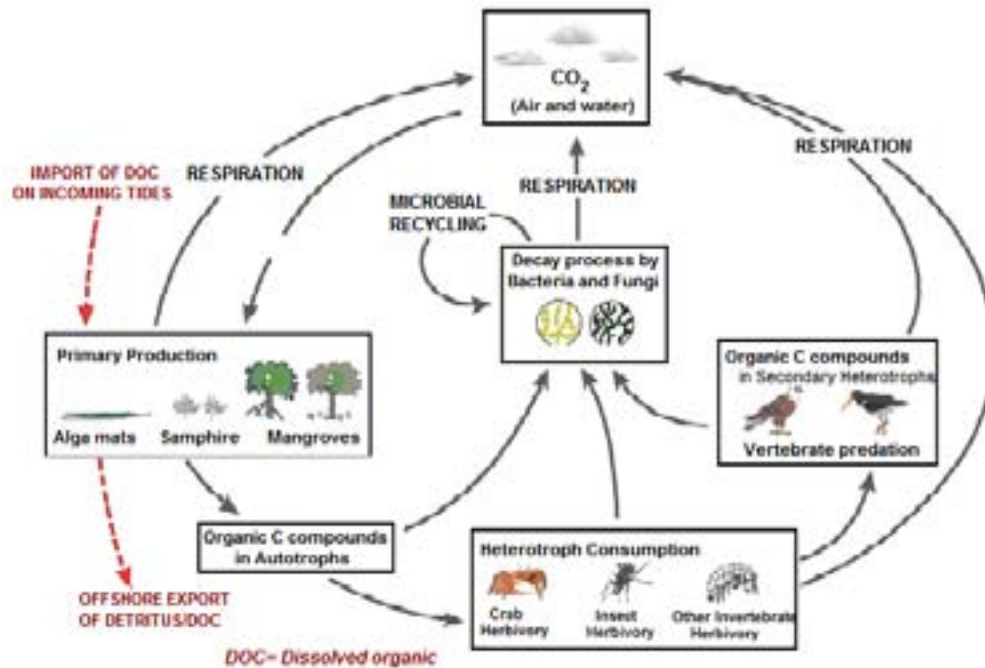 CO2
(Air and water)
IMPORT OF DOC
ON INCOMING TIDES
RESPIRATION
MICROBIAL
RECYCLING
RESPIRATION
RESPIRATION
Decay process by
Bacteria and Fungi
Primary Production
Alga mats Samphire Mangroves
Organic C compounds
in Secondary Heterotrophs
Vertebrate predation
Organic C compounds
in Autotrophs
Heterotroph Consumption
Crab
Herbivory
Insect
Herbivory
Other Invertebrate
Herbivory
OFFSHORE EXPORT
OF DETRITUS/DOC
DOC= Dissolved organic